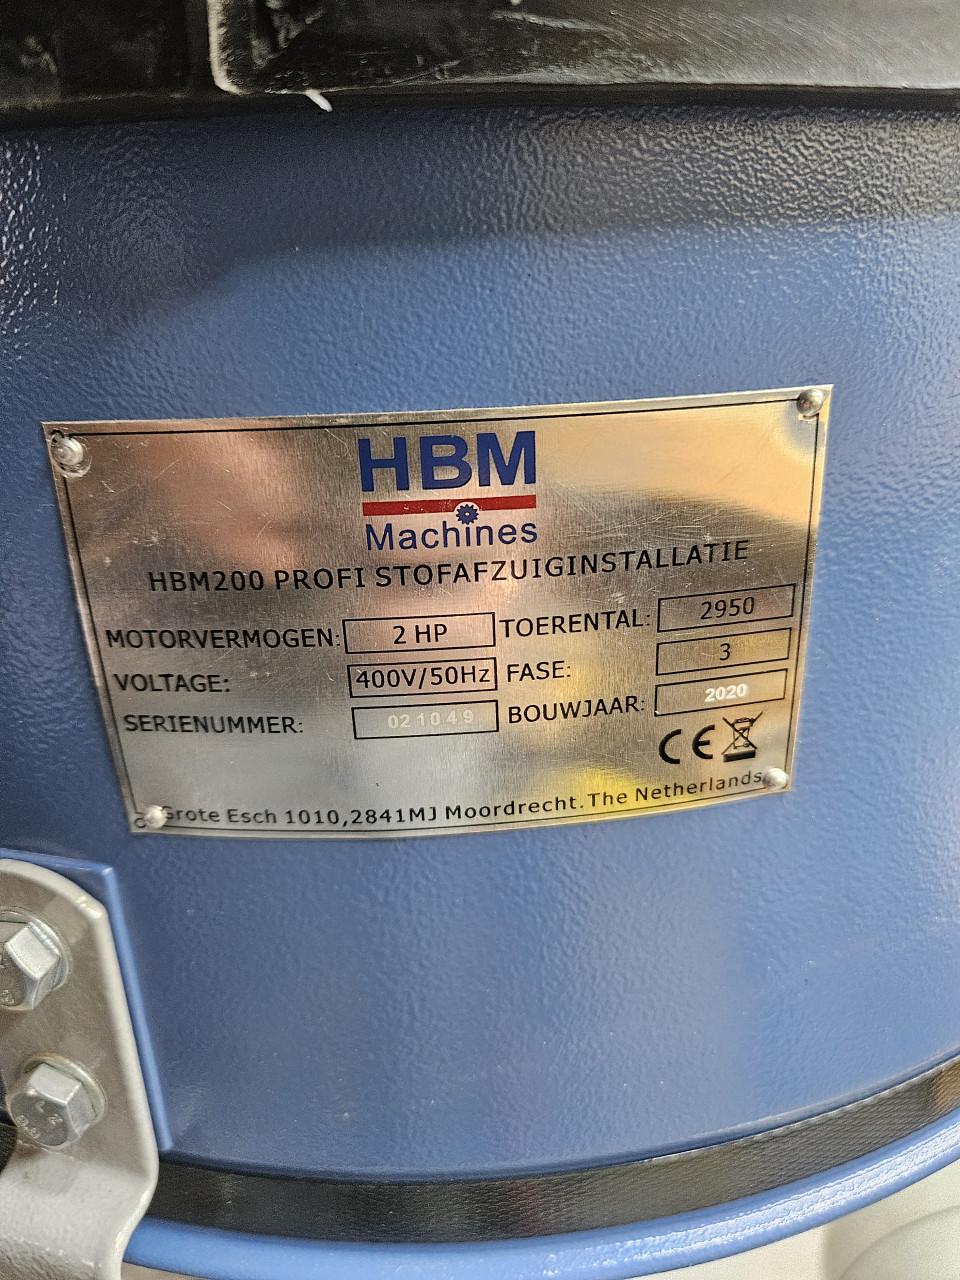 HBM
Machines
HBM200 PROFI STOFAFZUIGINSTALLATIE
MOTORVERMOGEN: 2 HP TOERENTAL: 2950
VOLTAGE: 400V/50Hz FASE: 3
SERIENUMMER: 021049 BOUWJAAR: 2020
CE
Grote Esch 1010,2841MJ Moordrecht.The Netherlands